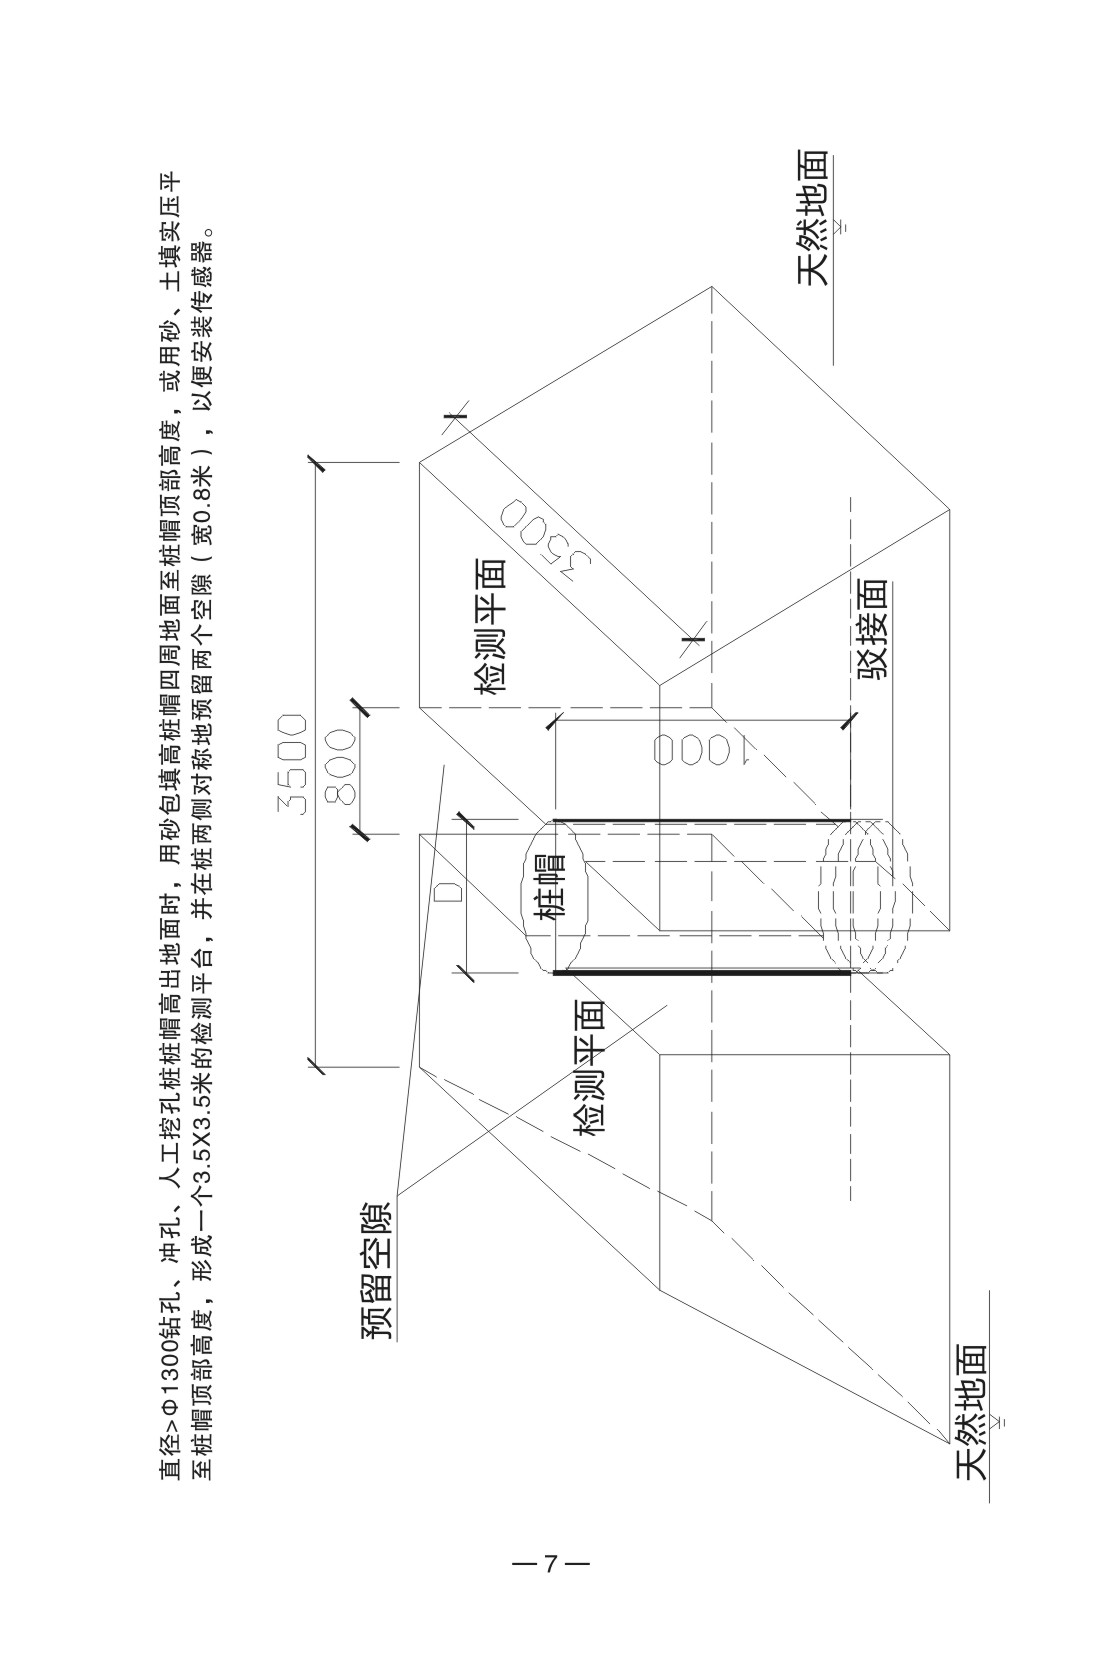 直径>Φ1300钻孔、冲孔、人工挖孔桩桩帽高出地面时，用砂包填高桩帽四周地面至桩帽顶部高度，或用砂、土填实压平
至桩帽顶部高度，形成一个3.5X3.5米的检测平台，并在桩两侧对称地预留两个空隙（宽0.8米），以便安装传感器。
3500
800
预留空隙
D
检测平面
3500
桩帽
检测平面
1000
驳接面
天然地面
天然地面
— 7 —